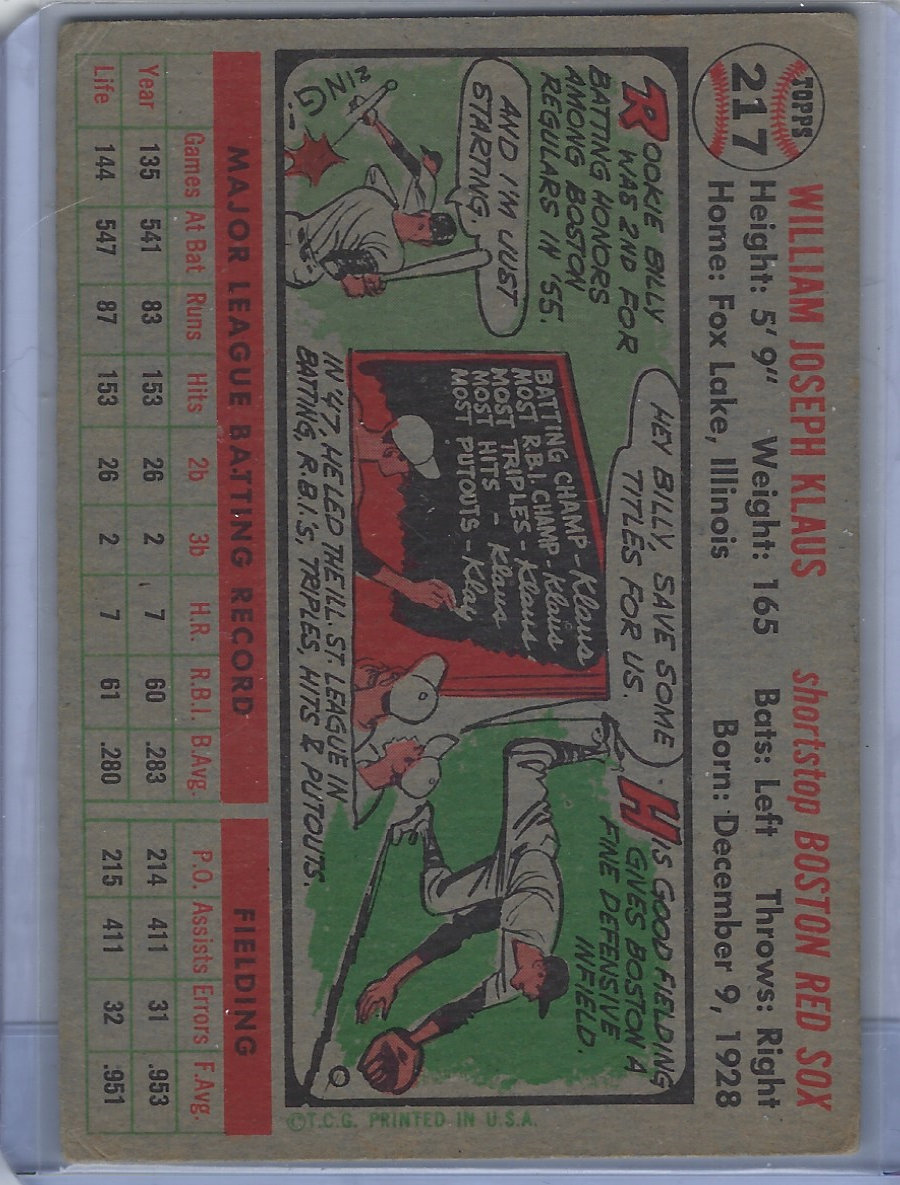 TOPPS
217
WILLIAM JOSEPH KLAUS shortstop BOSTON RED SOX
Height: 5' 9" Weight: 165 Bats: Left Throws: Right
Home: Fox Lake, Illinois Born: December 9, 1928
ROOKIE BILLY
WAS 2ND FOR
BATTING HONORS
AMONG BOSTON
REGULARS IN '55.
AND I'M JUST
STARTING
ZING!
HEY BILLY, SAVE SOME
TITLES FOR US.
BATTING CHAMP - Klaus
MOST R.B.I. CHAMP - Klaus
MOST TRIPLES - Klaus
MOST HITS - Klaus
MOST PUTOUTS - Klau
IN '47, HE LED THE ILL. ST. LEAGUE IN
BATING, R.B.I.'S, TRIPLES, HITS & PUTOUTS.
HIS GOOD FIELDING
GIVES BOSTON A
FINE DEFENSIVE
INFIELD.
©T.C.G. PRINTED IN U.S.A.
MAJOR LEAGUE BATTING RECORD FIELDING
Games At Bat Runs Hits 2b 3b H.R. R.B.I. B.Avg. P.O. Assists Errors F.Avg.
Year 135 541 83 153 26 2 7 60 .283 214 411 31 .953
Life 144 547 87 153 26 2 7 61 .280 215 411 32 .951